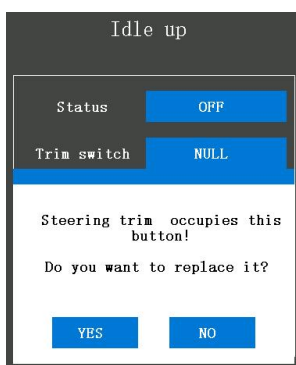 Idle up
Status OFF
Trim switch NULL
Steering trim occupies this
button!
Do you want to replace it?
YES NO